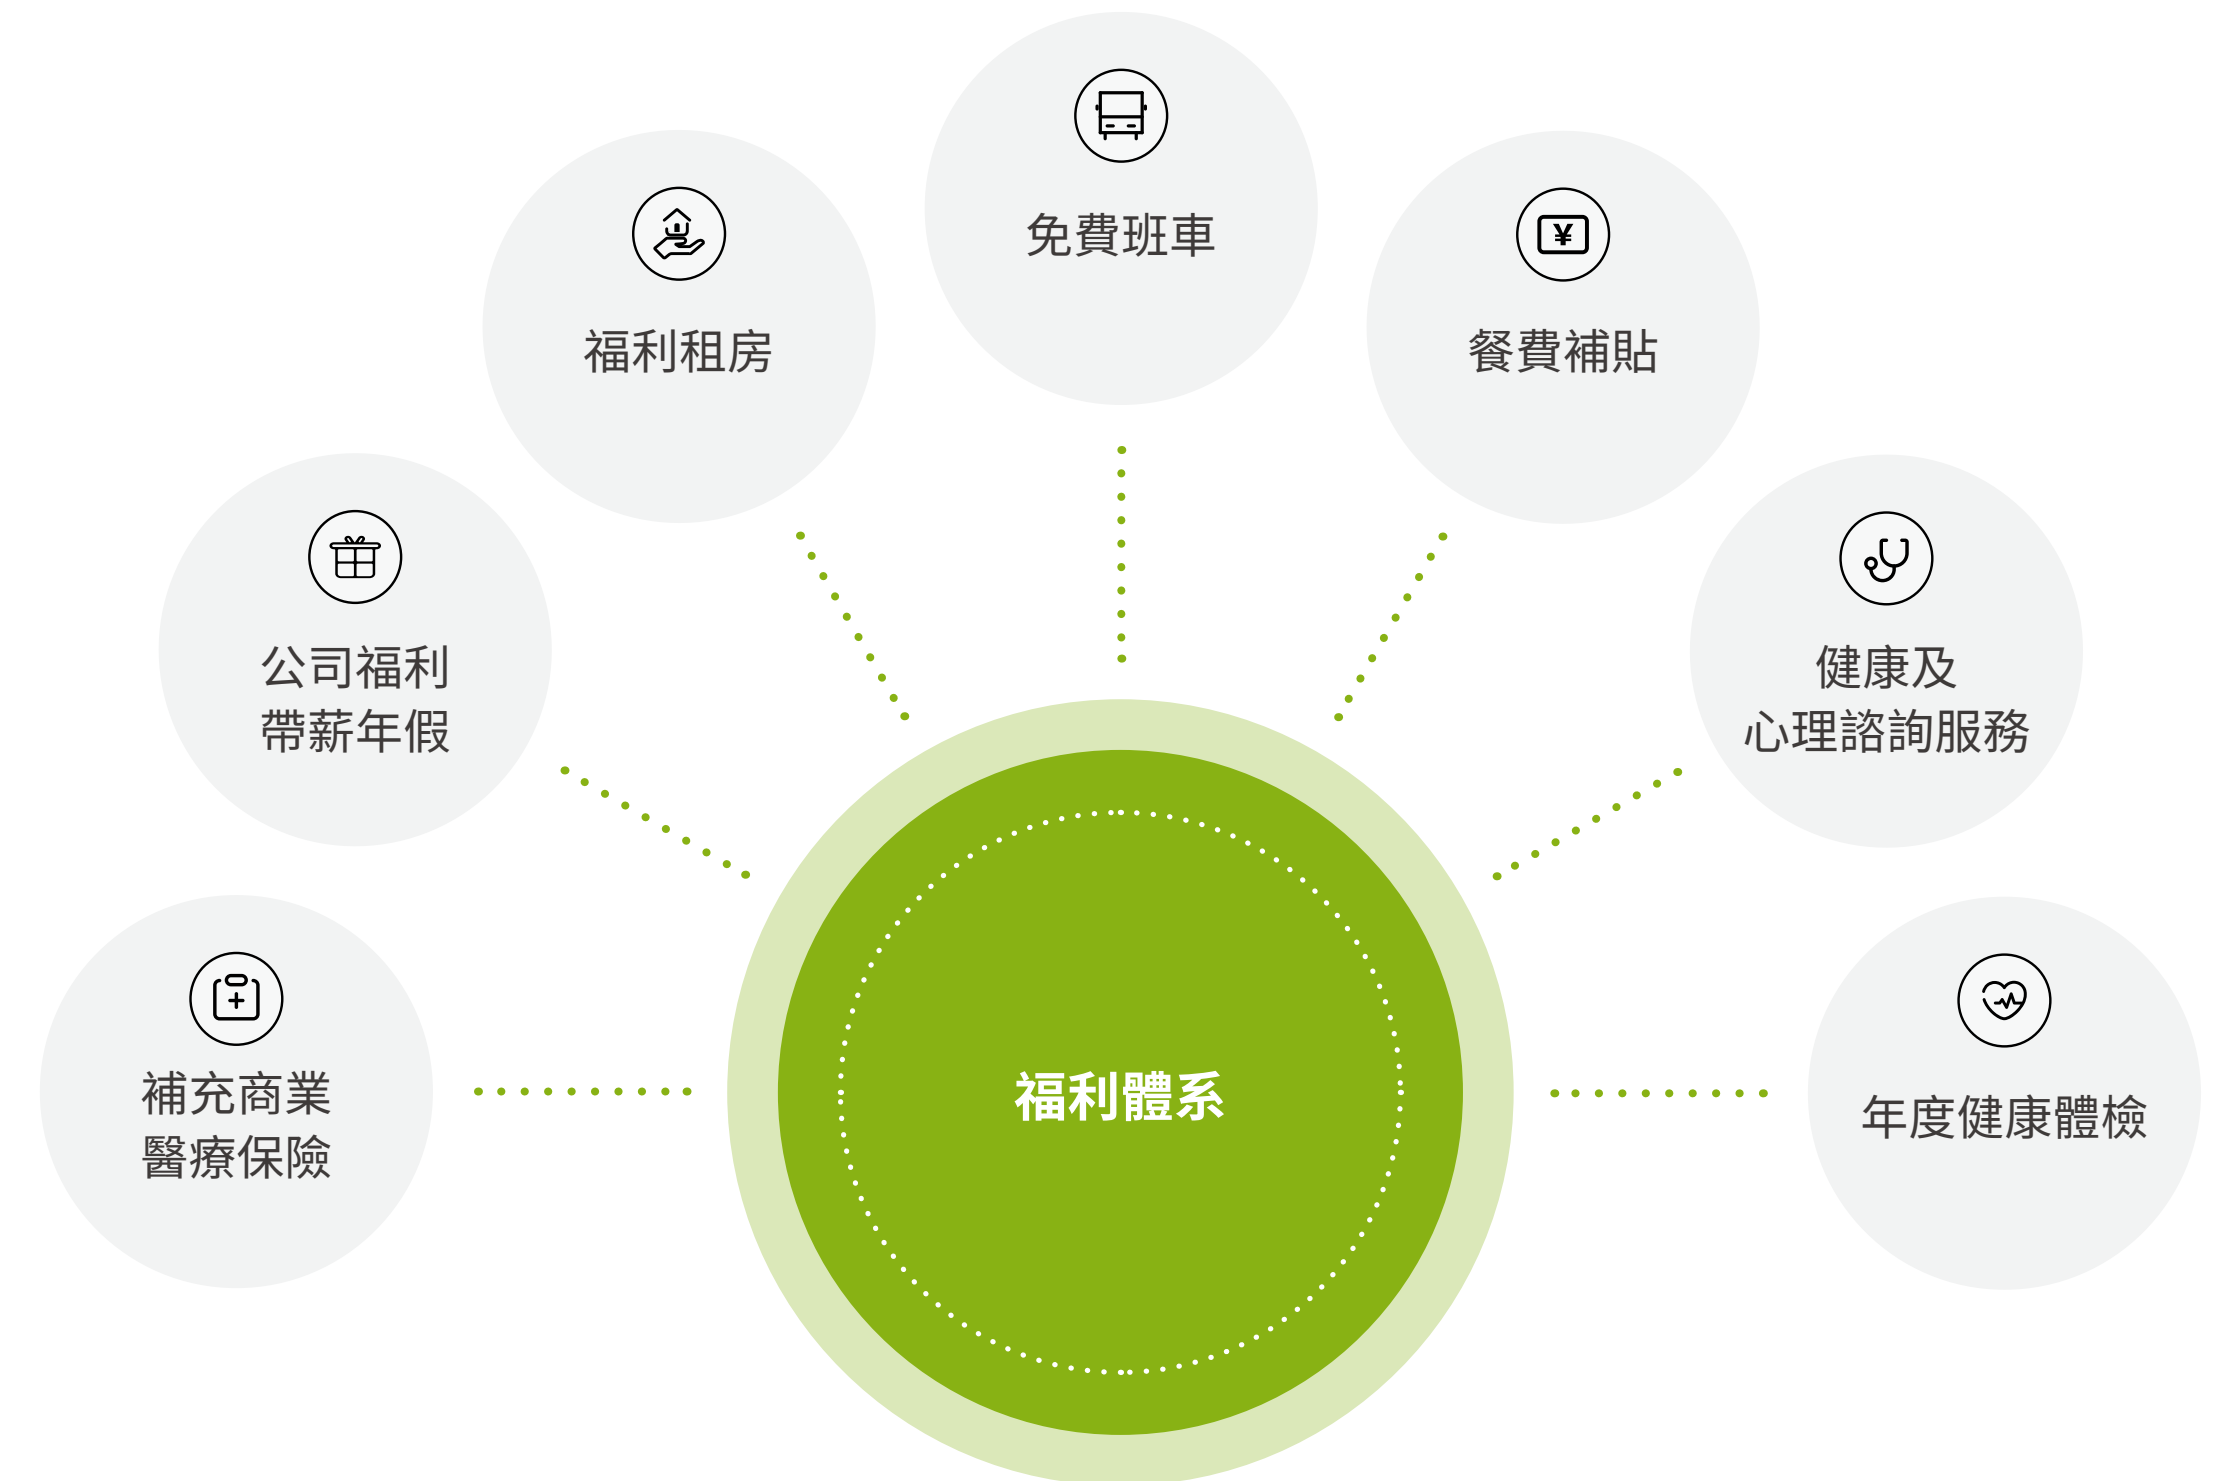 免費班車
福利租房
餐費補貼
公司福利
帶薪年假
健康及
心理諮詢服務
補充商業
醫療保險
福利體系
年度健康體檢
¥